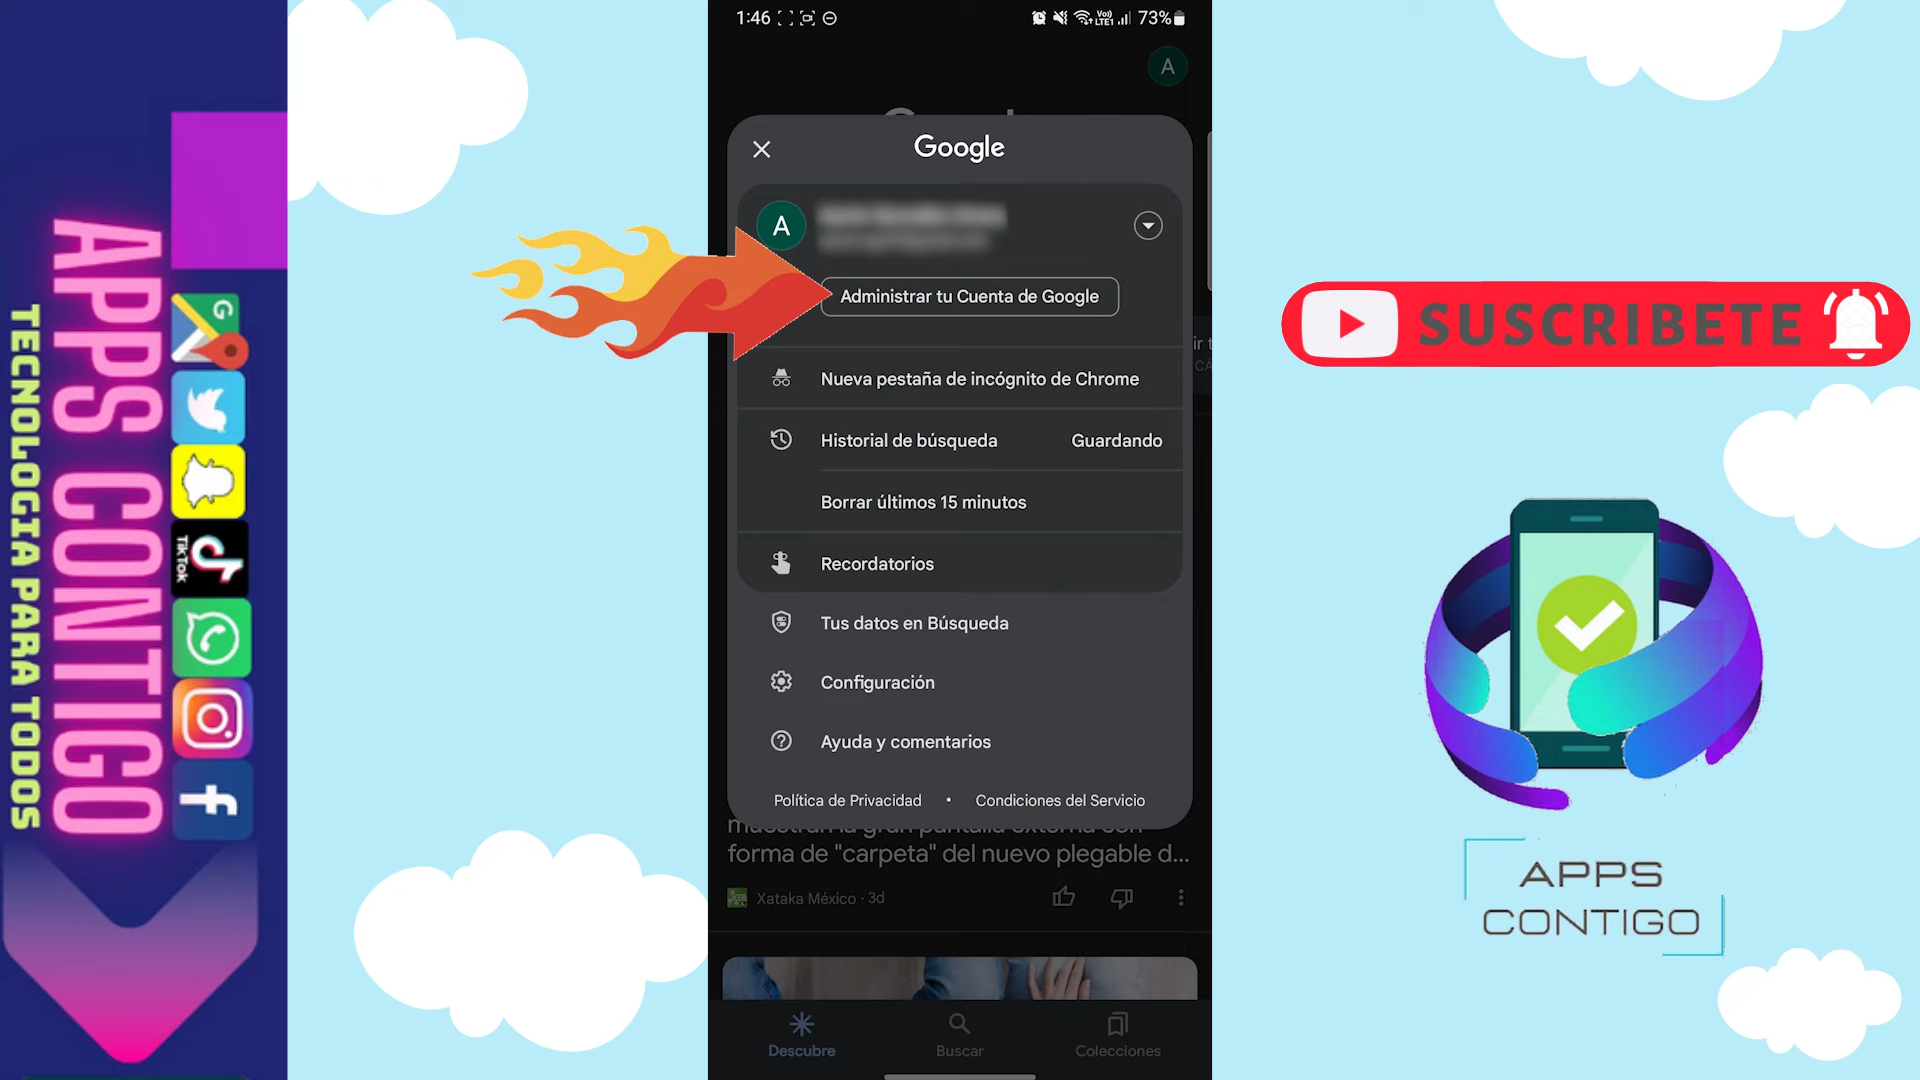 APPS CONTIGO
TECNOLOGIA PARA TODOS
G
TikTok
1:46
Vo))
LTE1
73%
A
Google
A
Administrar tu Cuenta de Google
Nueva pestaña de incógnito de Chrome
Historial de búsqueda Guardando
Borrar últimos 15 minutos
Recordatorios
Tus datos en Búsqueda
Configuración
Ayuda y comentarios
Política de Privacidad • Condiciones del Servicio
forma de "carpeta" del nuevo plegable d...
Xataka México · 3d
Descubre Buscar Colecciones
SUSCRIBETE
APPS
CONTIGO